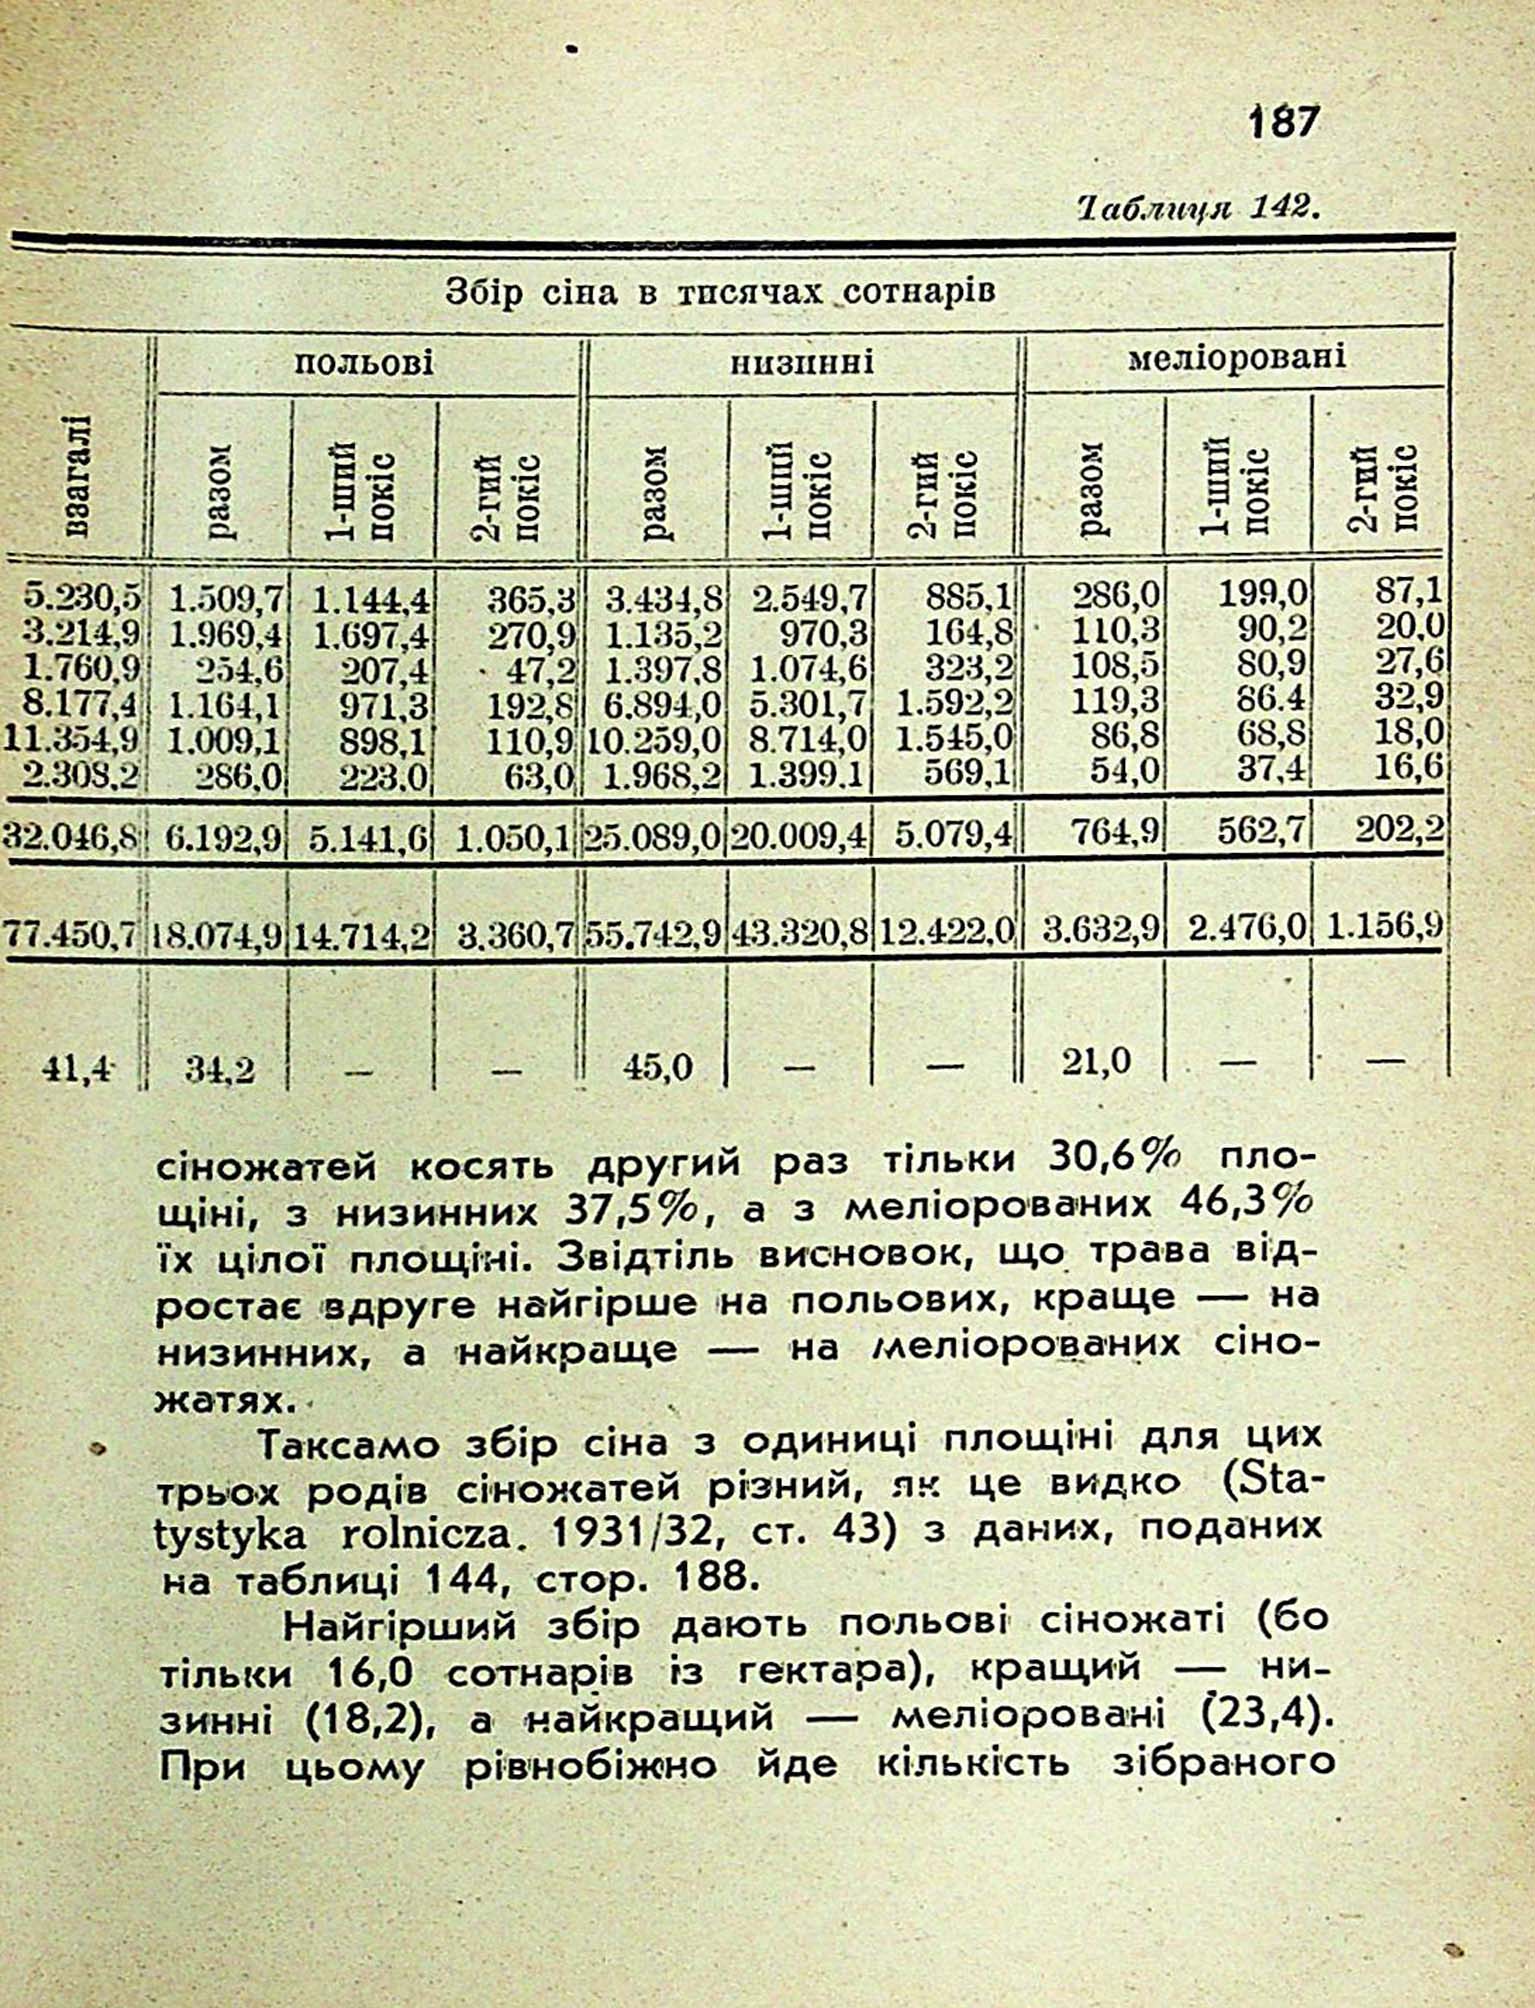 187
Таблиця 142.
Збір сіна в тисячах сотнарів
взагалі польові низинні меліоровані
разом 1-ший покіс 2-гий покіс разом 1-ший покіс 2-гий покіс разом 1-ший покіс 2-гий покіс
5.230,5 1.509,7 1.144,4 365,3 3.434,8 2.549,7 885,1 286,0 199,0 87,1
3.214,9 1.969,4 1.697,4 270,9 1.135,2 970,3 164,8 110,3 90,2 20,0
1.760,9 254,6 207,4 47,2 1.397,8 1.074,6 323,2 108,5 80,9 27,6
8.177,4 1.164,1 971,3 192,8 6.894,0 5.301,7 1.592,2 119,3 86.4 32,9
11.354,9 1.009,1 898,1 110,9 10.259,0 8.714,0 1.545,0 86,8 68,8 18,0
2.308,2 286,0 223,0 63,0 1.968,2 1.399.1 569,1 54,0 37,4 16,6
32.046,8 6.192,9 5.141,6 1.050,1 25.089,0 20.009,4 5.079,4 764,9 562,7 202,2
77.450,7 18.074,9 14.714,2 3.360,7 55.742,9 43.320,8 12.422,0 3.632,9 2.476,0 1.156,9
41,4 34,2 — — 45,0 — — 21,0 — —
сіножатей косять другий раз тільки 30,6% пло-
щіні, з низинних 37,5%, а з меліорованих 46,3%
їх цілої площіні. Звідтіль висновок, що трава від-
ростає вдруге найгірше на польових, краще — на
низинних, а найкраще — на меліорованих сіно-
жатях.
Таксамо збір сіна з одиниці площіні для цих
трьох родів сіножатей різний, як це видко (Sta-
tystyka rolnicza. 1931/32, ст. 43) з даних, поданих
на таблиці 144, стор. 188.
Найгірший збір дають польові сіножаті (бо
тільки 16,0 сотнарів із гектара), кращий — ни-
зинні (18,2), а найкращий — меліоровані (23,4).
При цьому рівнобіжно йде кількість зібраного